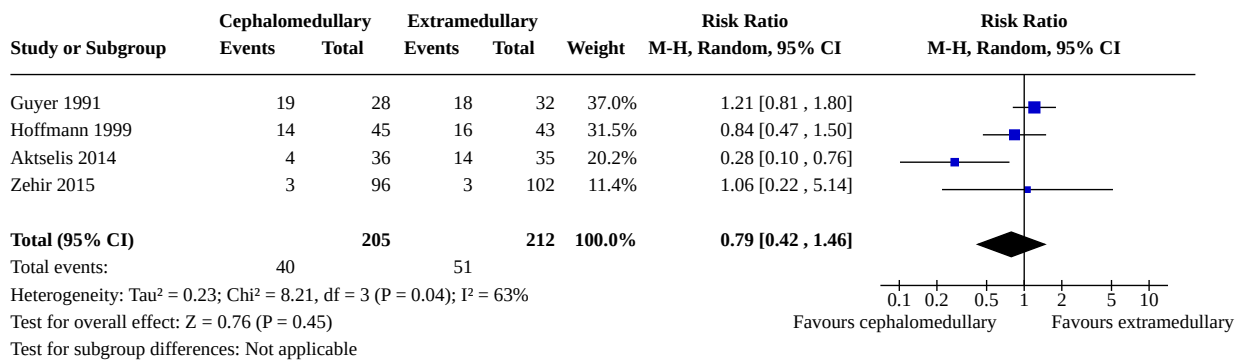 Cephalomedullary Extramedullary Risk Ratio Risk Ratio
Study or Subgroup Events Total Events Total Weight M-H, Random, 95% CI M-H, Random, 95% CI
Guyer 1991 19 28 18 32 37.0% 1.21 [0.81 , 1.80]
Hoffmann 1999 14 45 16 43 31.5% 0.84 [0.47 , 1.50]
Aktselis 2014 4 36 14 35 20.2% 0.28 [0.10 , 0.76]
Zehir 2015 3 96 3 102 11.4% 1.06 [0.22 , 5.14]
Total (95% CI) 205 212 100.0% 0.79 [0.42 , 1.46]
Total events: 40 51
Heterogeneity: Tau² = 0.23; Chi² = 8.21, df = 3 (P = 0.04); I² = 63%
0.1 0.2 0.5 1 2 5 10
Test for overall effect: Z = 0.76 (P = 0.45) Favours cephalomedullary Favours extramedullary
Test for subgroup differences: Not applicable